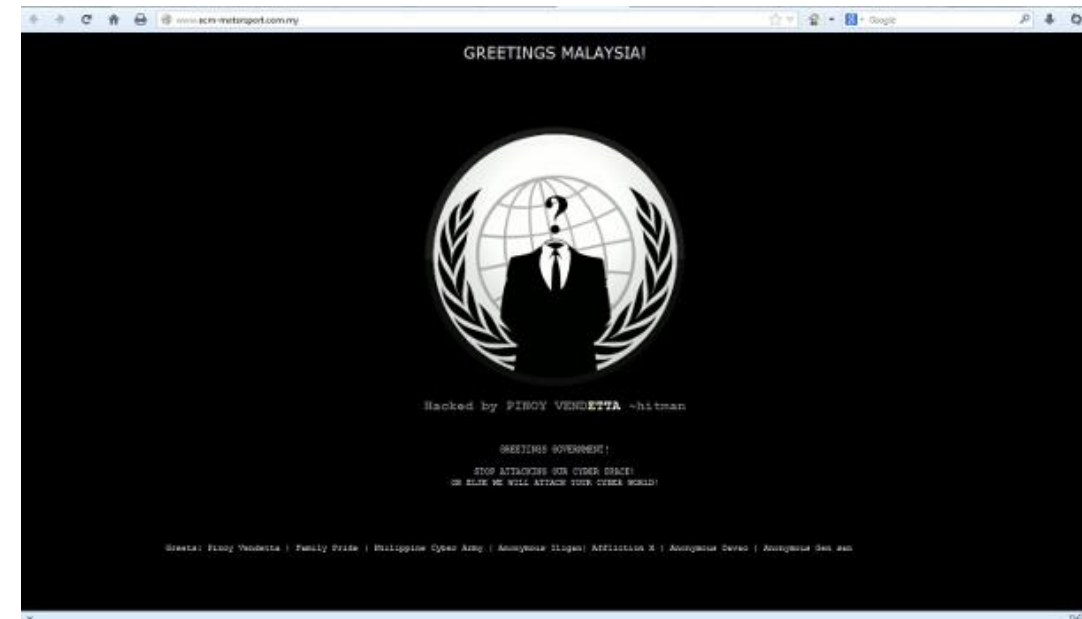 www.acm-motorsport.com.my
Google
GREETINGS MALAYSIA!
?
Hacked by PINOY VENDETTA ~hitman
GREETINGS GOVERNMENT!
STOP ATTACKING OUR CYBER SPACE!
OR ELSE WE WILL ATTACK YOUR CYBER WORLD!
Greets: Pinoy Vendetta | Family Pride | Philippine Cyber Army | Anonymous Iligan| Affliction X | Anonymous Davao | Anonymous Gen san